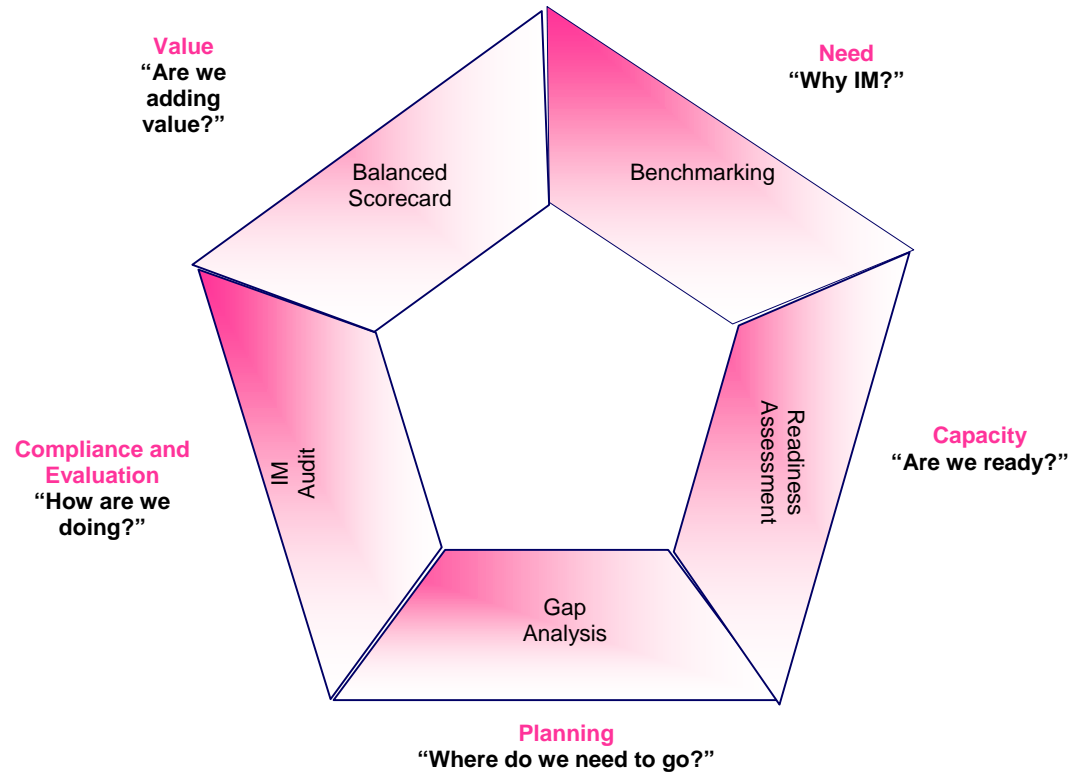 Value
“Are we
adding
value?”
Need
“Why IM?”
Balanced
Scorecard
Benchmarking
Readiness
Assessment
Capacity
“Are we ready?”
Compliance and
Evaluation
“How are we
doing?”
IM
Audit
Gap
Analysis
Planning
“Where do we need to go?”